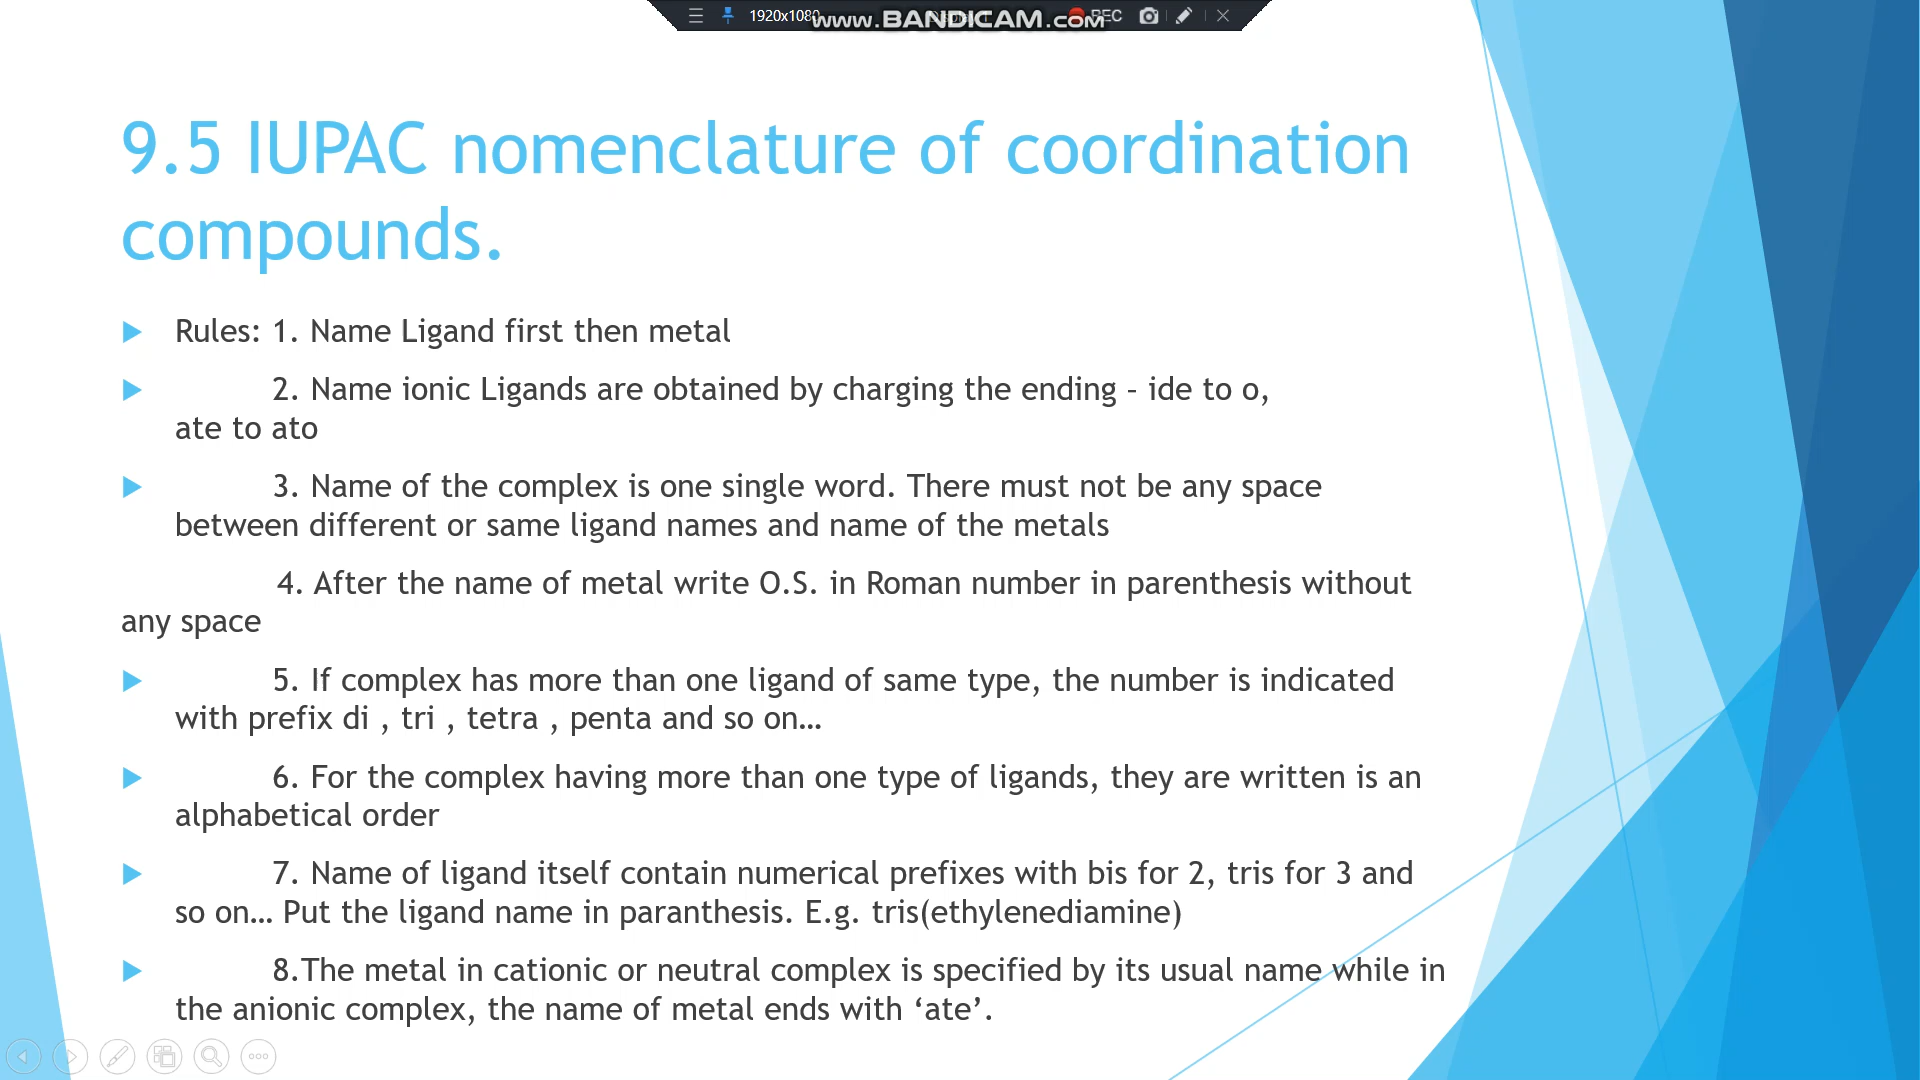 1920x1080
www.BANDICAM.com
REC
9.5 IUPAC nomenclature of coordination
compounds.
Rules: 1. Name Ligand first then metal
2. Name ionic Ligands are obtained by charging the ending – ide to o,
ate to ato
3. Name of the complex is one single word. There must not be any space
between different or same ligand names and name of the metals
4. After the name of metal write O.S. in Roman number in parenthesis without
any space
5. If complex has more than one ligand of same type, the number is indicated
with prefix di , tri , tetra , penta and so on…
6. For the complex having more than one type of ligands, they are written is an
alphabetical order
7. Name of ligand itself contain numerical prefixes with bis for 2, tris for 3 and
so on… Put the ligand name in paranthesis. E.g. tris(ethylenediamine)
8.The metal in cationic or neutral complex is specified by its usual name while in
the anionic complex, the name of metal ends with ‘ate’.